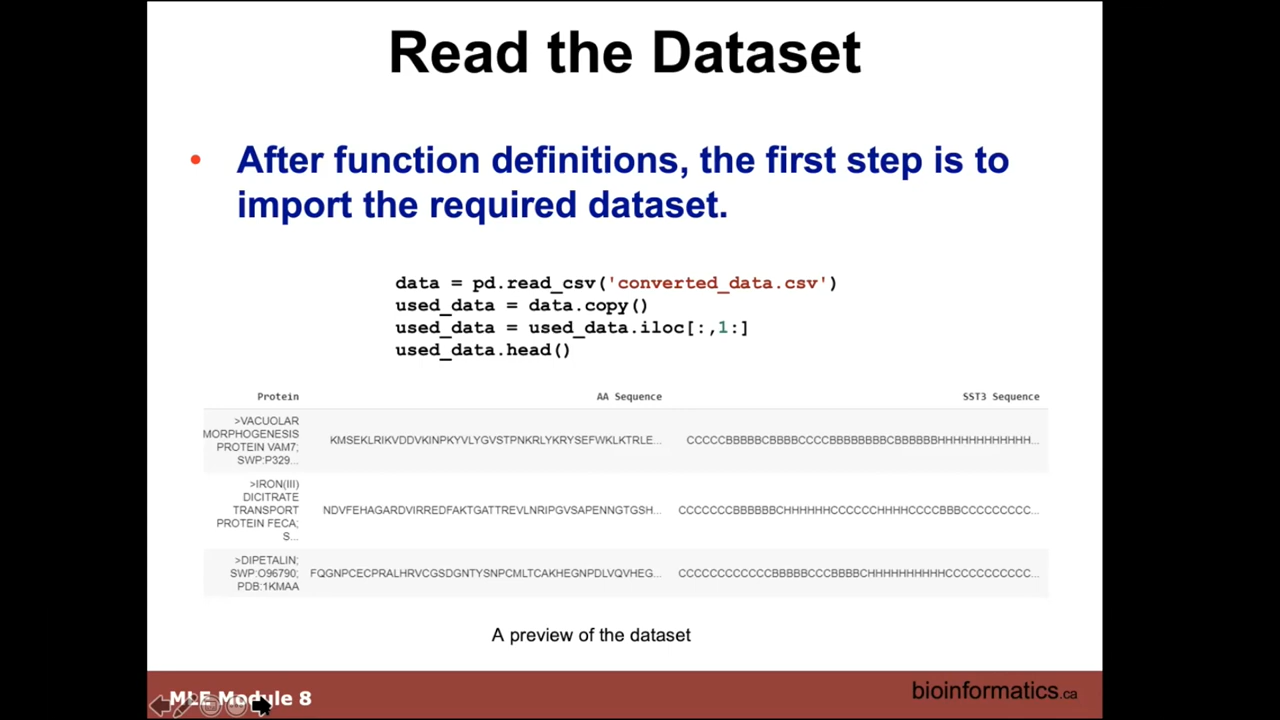 Read the Dataset
• After function definitions, the first step is to
import the required dataset.
data = pd.read_csv('converted_data.csv')
used_data = data.copy()
used_data = used_data.iloc[:,1:]
used_data.head()
Protein AA Sequence SST3 Sequence
>VACUOLAR
MORPHOGENESIS
PROTEIN VAM7;
SWP:P329...
KMSEKLRIKVDDVKINPKYVLYGVSTPNKRLYKRYSEFWKLKTRLE... CCCCCBBBBBCBBBBCCCCBBBBBBBBCBBBBBBHHHHHHHHHHHH...
>IRON(III)
DICITRATE
TRANSPORT
PROTEIN FECA;
S...
NDVFEHAGARDVIRREDFAKTGATTREVLNRIPGVSAPENNGTGSH... CCCCCCCBBBBBBCHHHHHHCCCCCCHHHHCCCCBBBCCCCCCCCC...
>DIPETALIN;
SWP:O96790;
PDB:1KMAA
FQGNPCECPRALHRVCGSDGNTYSNPCMLTCAKHEGNPDLVQVHEG... CCCCCCCCCCCCBBBBBCCCBBBBCHHHHHHHHHHCCCCCCCCCCC...
A preview of the dataset
MLE Module 8
bioinformatics.ca